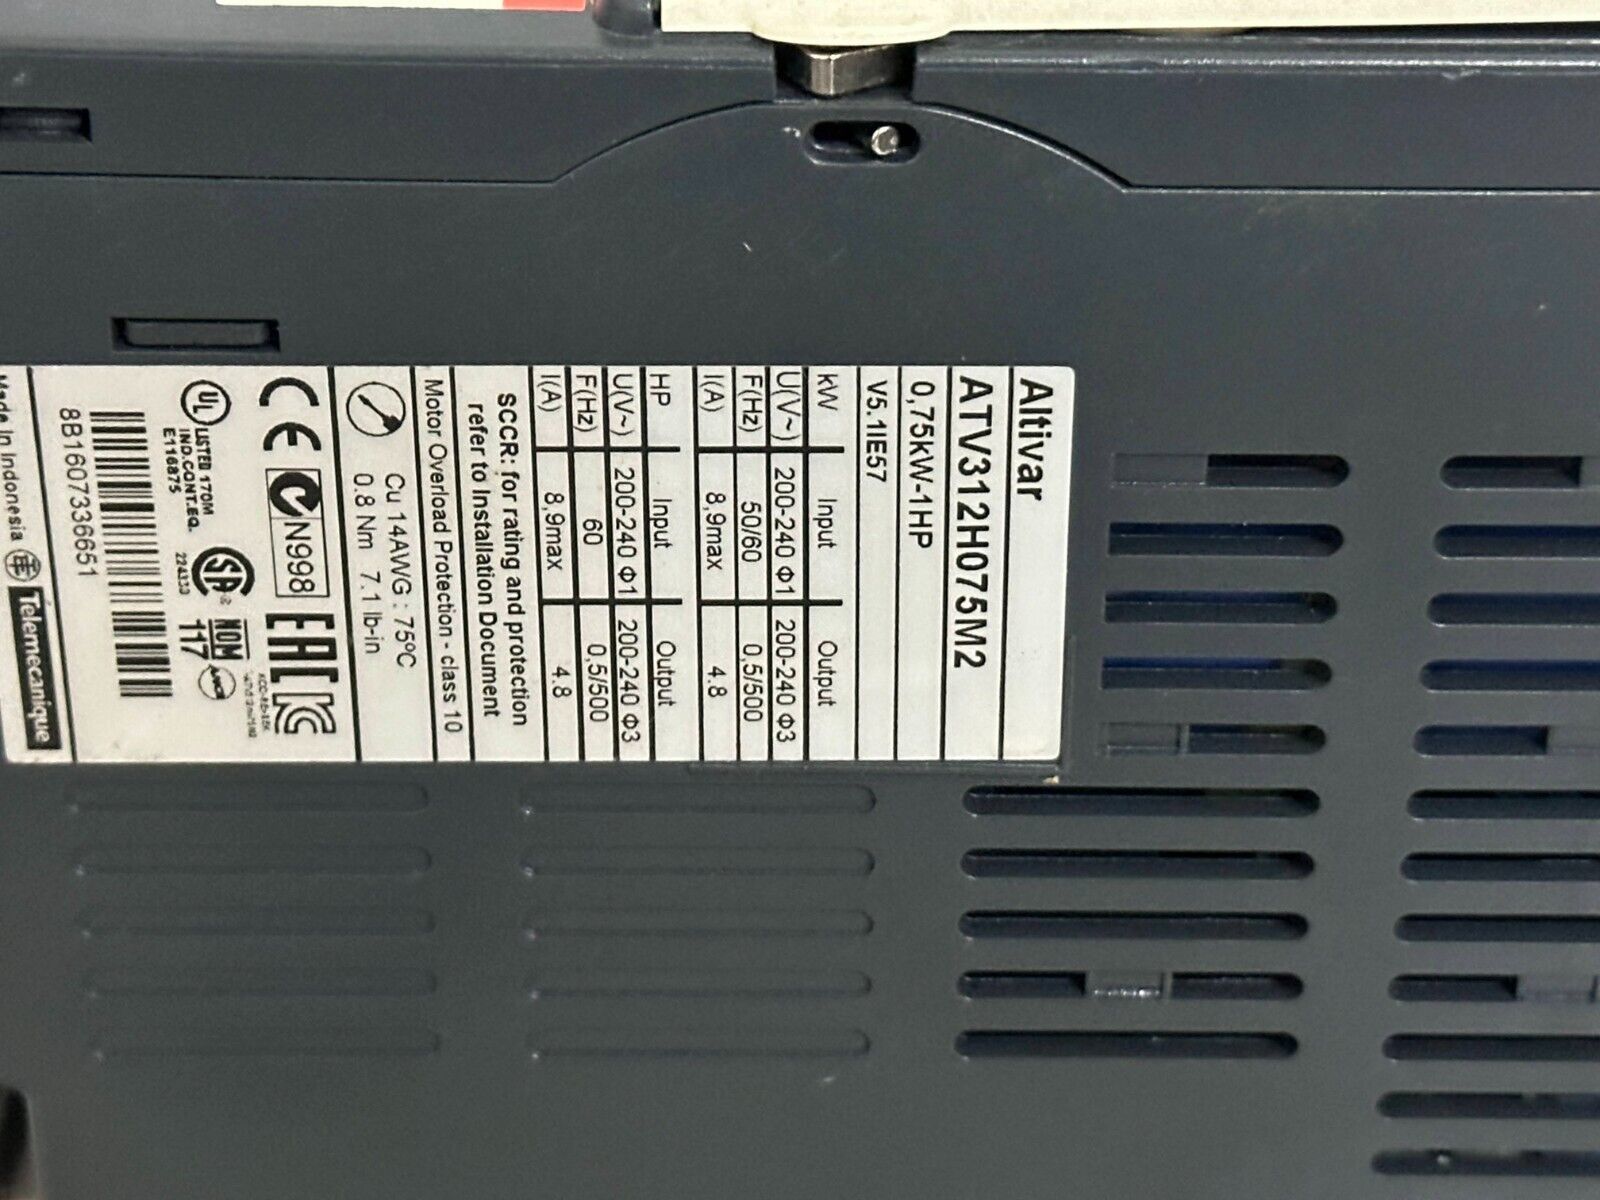 Altivar
ATV312H075M2
0,75kW-1HP
V5.1IE57
kW Input Output
U(V~) 200-240 Φ1 200-240 Φ3
F(Hz) 50/60 0,5/500
I(A) 8,9max 4.8
HP Input Output
U(V~) 200-240 Φ1 200-240 Φ3
F(Hz) 60 0,5/500
I(A) 8,9max 4.8
SCCR: for rating and protection
refer to Installation Document
Motor Overload Protection - class 10
Cu 14AWG : 75ºC
0.8 Nm 7.1 lb-in
CE N998 EAC
UL LISTED 170M
IND.CONT.EQ.
E116875
SA
NOM
117
8B1607336651
Made In Indonesia Telemecanique